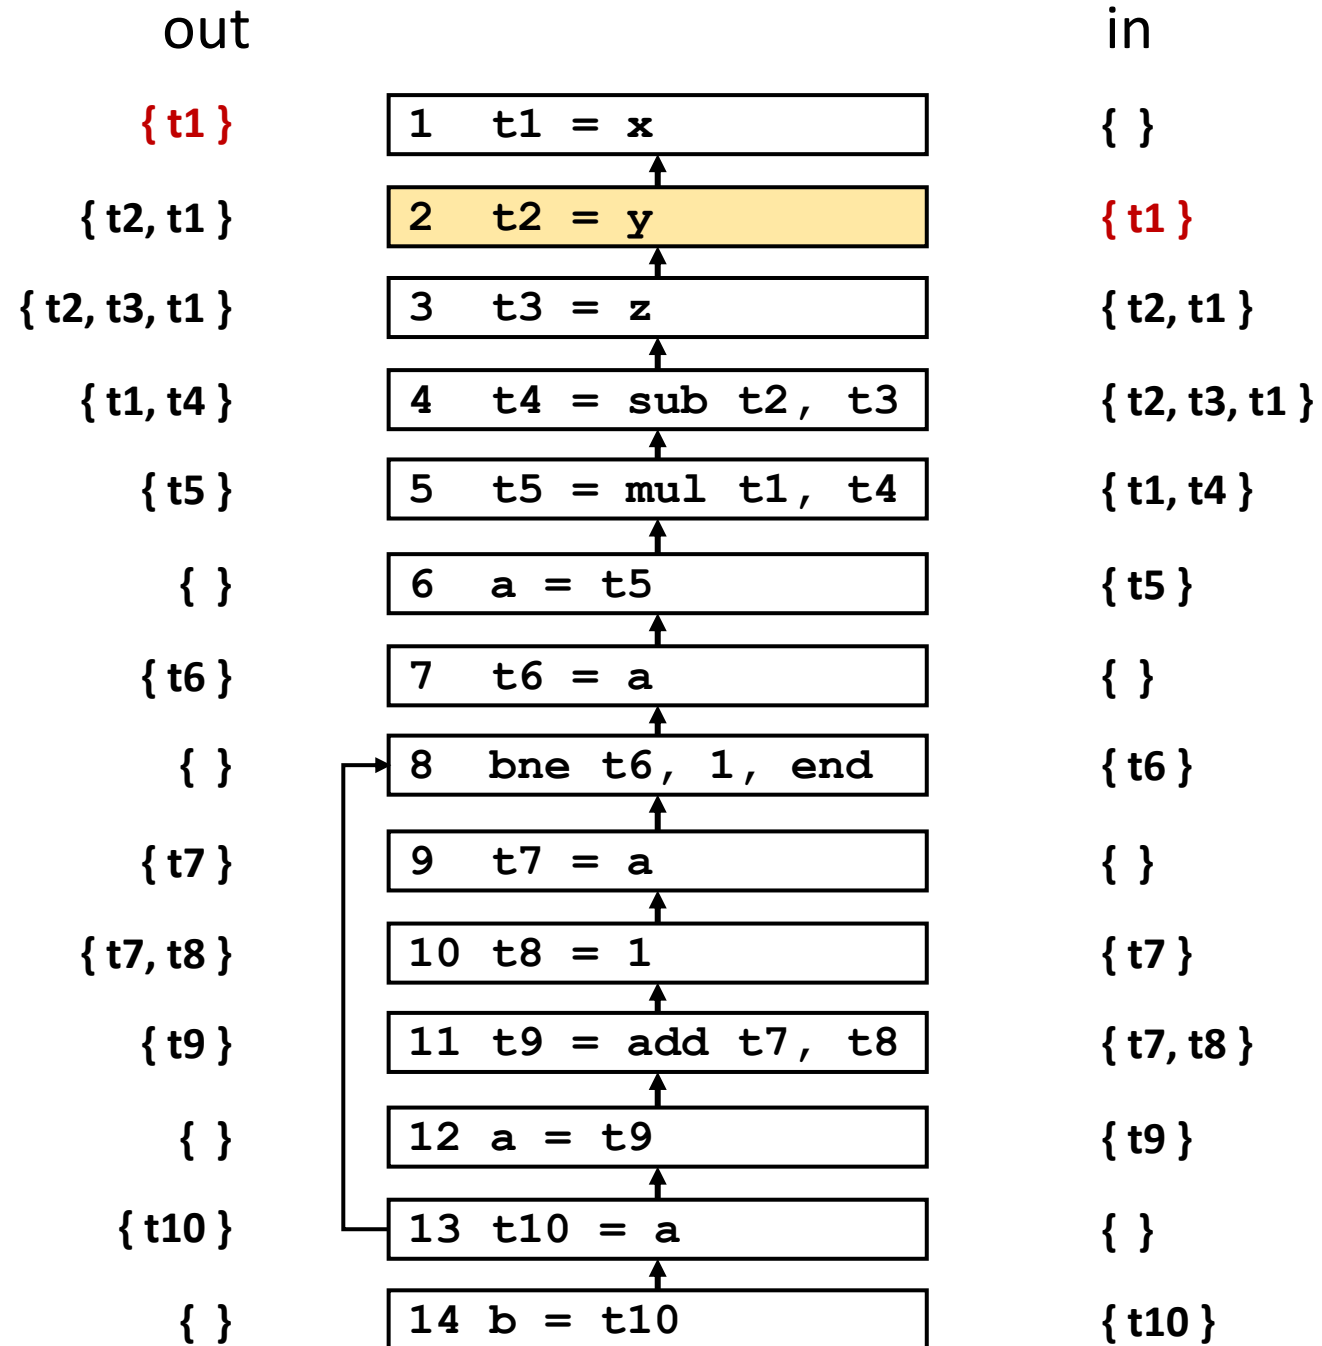 out in
{ t1 } 1 t1 = x { }
{ t2, t1 } 2 t2 = y { t1 }
{ t2, t3, t1 } 3 t3 = z { t2, t1 }
{ t1, t4 } 4 t4 = sub t2, t3 { t2, t3, t1 }
{ t5 } 5 t5 = mul t1, t4 { t1, t4 }
{ } 6 a = t5 { t5 }
{ t6 } 7 t6 = a { }
{ } 8 bne t6, 1, end { t6 }
{ t7 } 9 t7 = a { }
{ t7, t8 } 10 t8 = 1 { t7 }
{ t9 } 11 t9 = add t7, t8 { t7, t8 }
{ } 12 a = t9 { t9 }
{ t10 } 13 t10 = a { }
{ } 14 b = t10 { t10 }